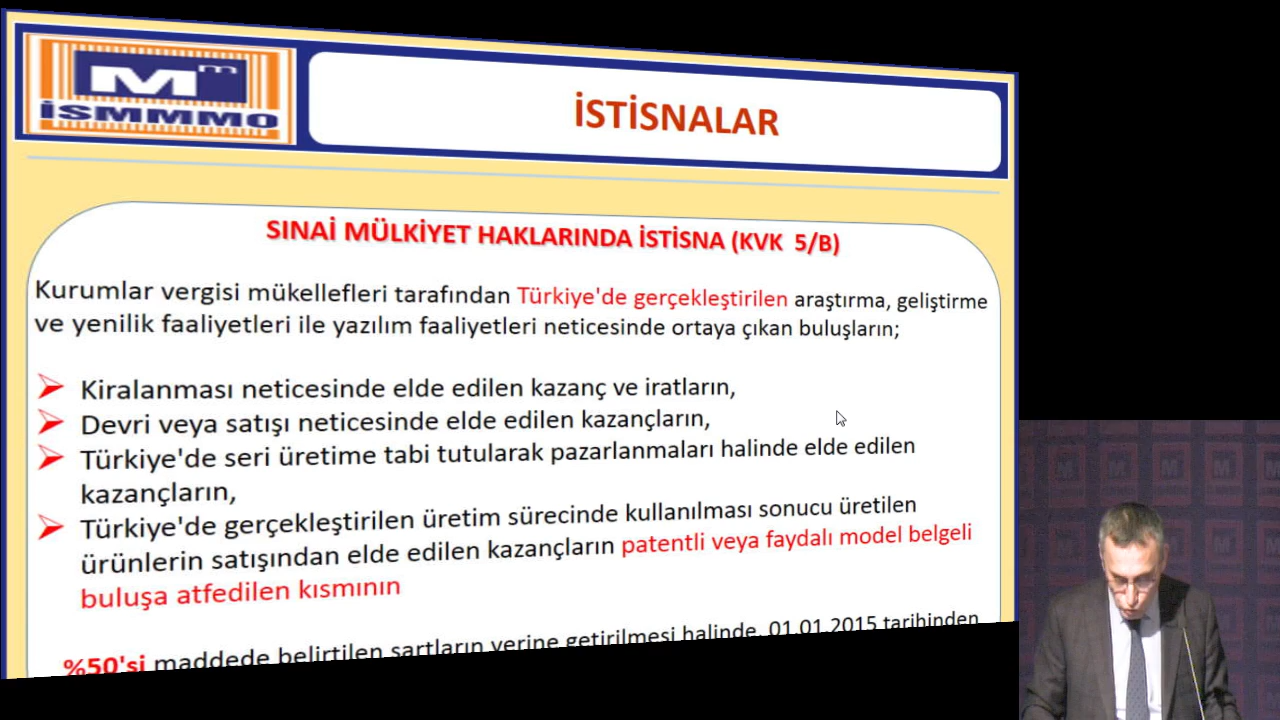 Mm
İSMMMO
İSTİSNALAR
SINAİ MÜLKİYET HAKLARINDA İSTİSNA (KVK 5/B)
Kurumlar vergisi mükellefleri tarafından Türkiye'de gerçekleştirilen araştırma, geliştirme
ve yenilik faaliyetleri ile yazılım faaliyetleri neticesinde ortaya çıkan buluşların;
Kiralanması neticesinde elde edilen kazanç ve iratların,
Devri veya satışı neticesinde elde edilen kazançların,
Türkiye'de seri üretime tabi tutularak pazarlanmaları halinde elde edilen
kazançların,
Türkiye'de gerçekleştirilen üretim sürecinde kullanılması sonucu üretilen
ürünlerin satışından elde edilen kazançların patentli veya faydalı model belgeli
buluşa atfedilen kısmının
%50'si maddede belirtilen şartların yerine getirilmesi halinde, 01.01.2015 tarihinden